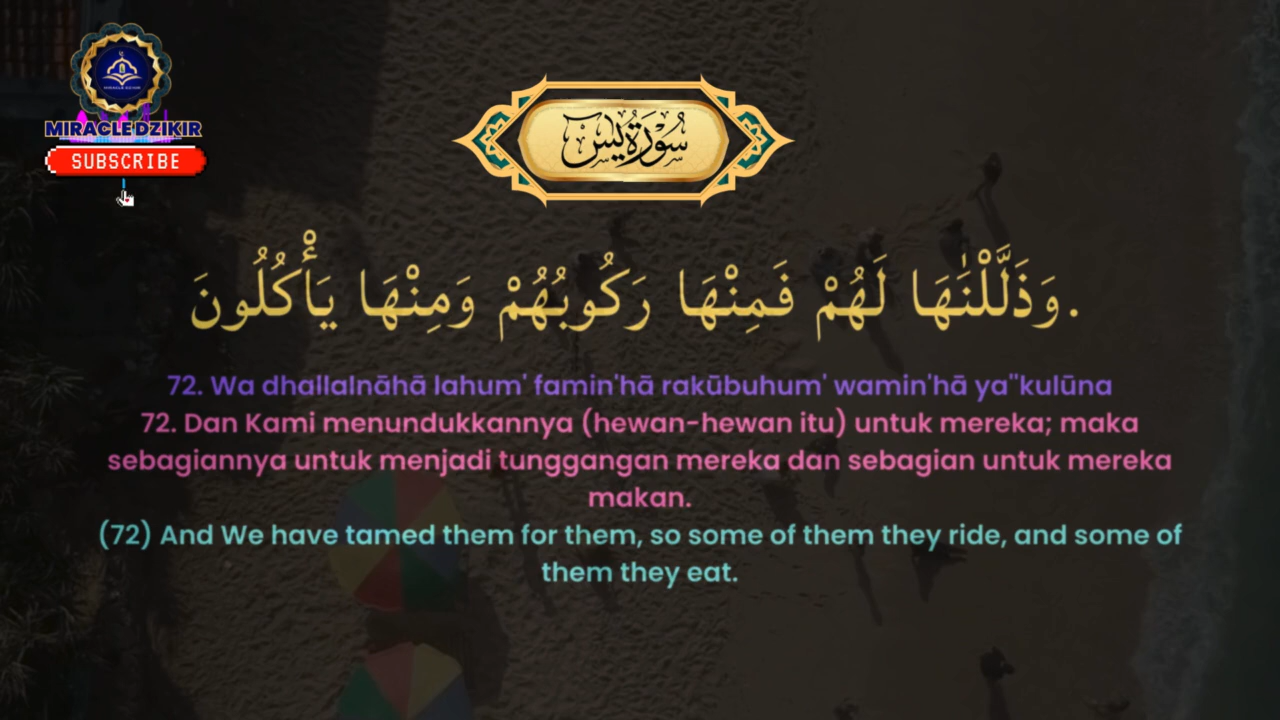 MIRACLE DZIKIR
MIRACLE DZIKIR
SUBSCRIBE
سُوْرَةُ يٰسٓ
وَذَلَّلْنٰهَا لَهُمْ فَمِنْهَا رَكُوبُهُمْ وَمِنْهَا يَأْكُلُونَ.
72. Wa dhallalnāhā lahum' famin'hā rakūbuhum' wamin'hā ya"kulūna
72. Dan Kami menundukkannya (hewan-hewan itu) untuk mereka; maka
sebagiannya untuk menjadi tunggangan mereka dan sebagian untuk mereka
makan.
(72) And We have tamed them for them, so some of them they ride, and some of
them they eat.